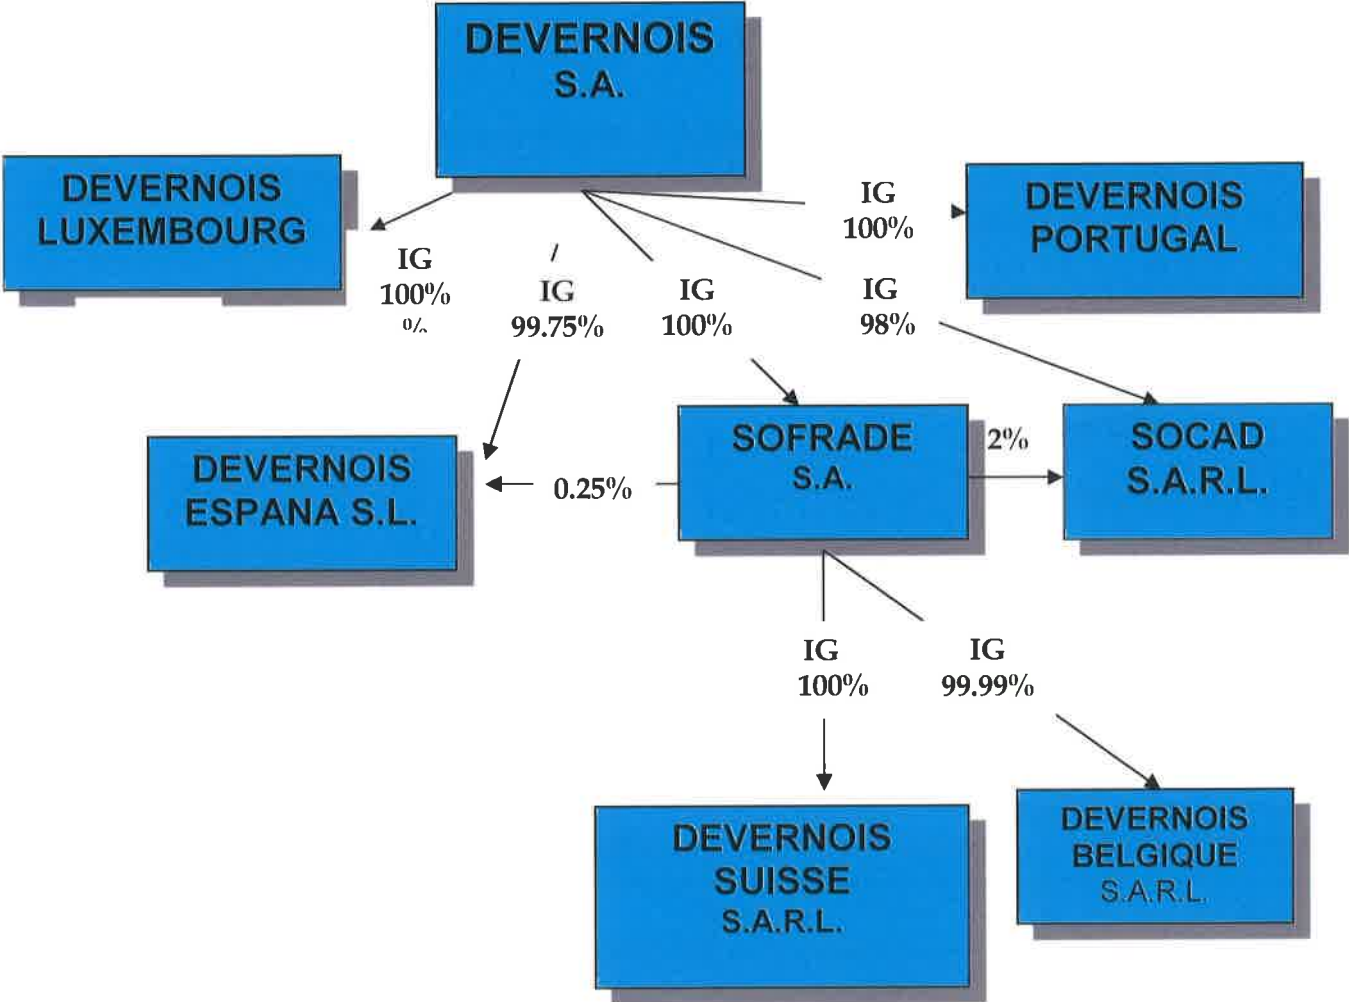 DEVERNOIS
S.A.
DEVERNOIS
LUXEMBOURG
DEVERNOIS
PORTUGAL
IG
100%
%
IG
99.75%
IG
100%
IG
100%
IG
98%
DEVERNOIS
ESPANA S.L.
0.25%
SOFRADE
S.A.
2%
SOCAD
S.A.R.L.
IG
100%
IG
99.99%
DEVERNOIS
SUISSE
S.A.R.L.
DEVERNOIS
BELGIQUE
S.A.R.L.